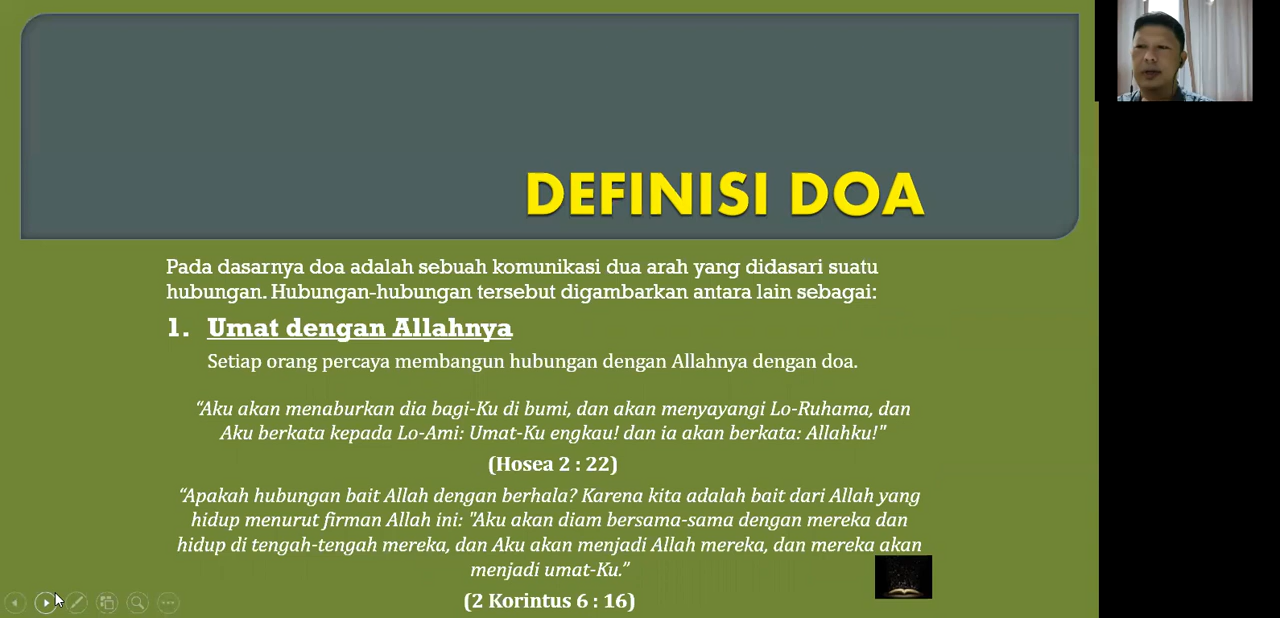 DEFINISI DOA
Pada dasarnya doa adalah sebuah komunikasi dua arah yang didasari suatu
hubungan. Hubungan-hubungan tersebut digambarkan antara lain sebagai:
1. Umat dengan Allahnya
Setiap orang percaya membangun hubungan dengan Allahnya dengan doa.
“Aku akan menaburkan dia bagi-Ku di bumi, dan akan menyayangi Lo-Ruhama, dan
Aku berkata kepada Lo-Ami: Umat-Ku engkau! dan ia akan berkata: Allahku!"
(Hosea 2 : 22)
“Apakah hubungan bait Allah dengan berhala? Karena kita adalah bait dari Allah yang
hidup menurut firman Allah ini: "Aku akan diam bersama-sama dengan mereka dan
hidup di tengah-tengah mereka, dan Aku akan menjadi Allah mereka, dan mereka akan
menjadi umat-Ku.”
(2 Korintus 6 : 16)